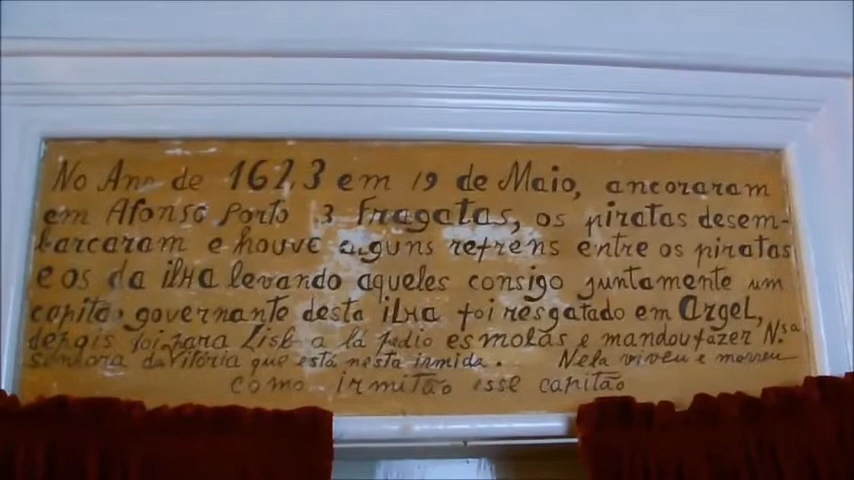 No Ano de 1623 em 19 de Maio, ancoraram
em Afonso Porto 3 Fragatas, os piratas desem-
barcaram e houve alguns refrens entre os piratas
e os da ilha levando aqueles consigo juntamente um
capitão governante desta ilha foi resgatado em Argel,
depois foi para Lisb a lá pedio esmolas e mandou fazer N.sa
senhora da Vitória que está nesta irmida. Nela viveu e morreu
como irmitão esse capitão